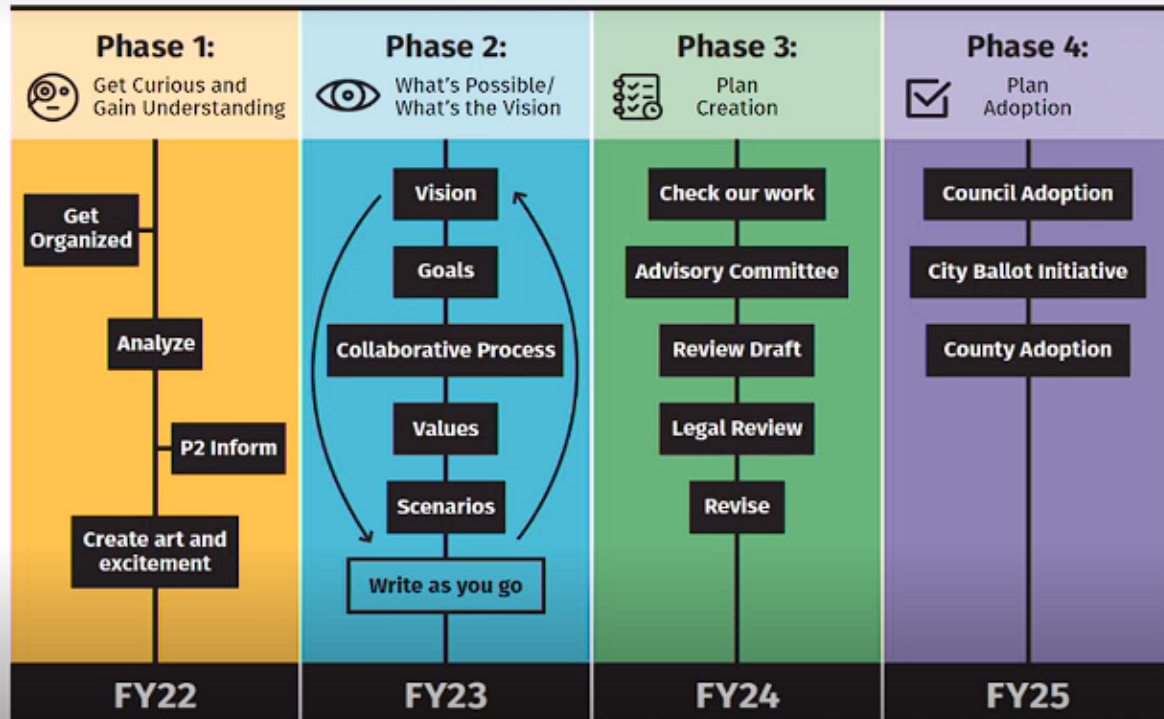 Phase 1:
Get Curious and
Gain Understanding
Get
Organized
Analyze
P2 Inform
Create art and
excitement
FY22
Phase 2:
What's Possible/
What's the Vision
Vision
Goals
Collaborative Process
Values
Scenarios
Write as you go
FY23
Phase 3:
Plan
Creation
Check our work
Advisory Committee
Review Draft
Legal Review
Revise
FY24
Phase 4:
Plan
Adoption
Council Adoption
City Ballot Initiative
County Adoption
FY25